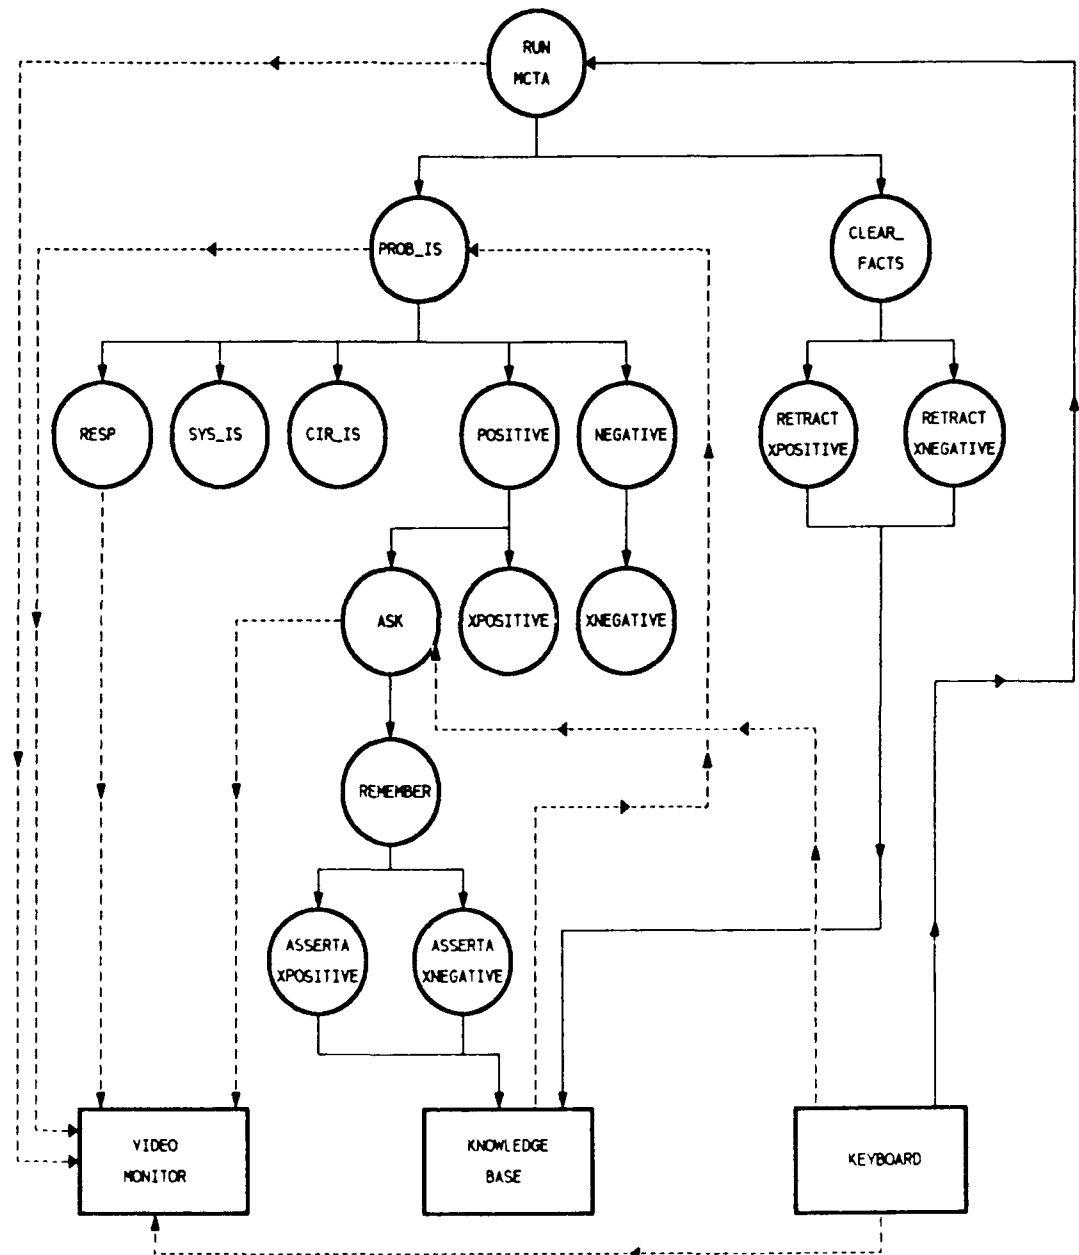 RUN
MCTA
PROB_IS
CLEAR_
FACTS
RESP
SYS_IS
CIR_IS
POSITIVE
NEGATIVE
RETRACT
XPOSITIVE
RETRACT
XNEGATIVE
ASK
XPOSITIVE
XNEGATIVE
REMEMBER
ASSERTA
XPOSITIVE
ASSERTA
XNEGATIVE
VIDEO
MONITOR
KNOWLEDGE
BASE
KEYBOARD